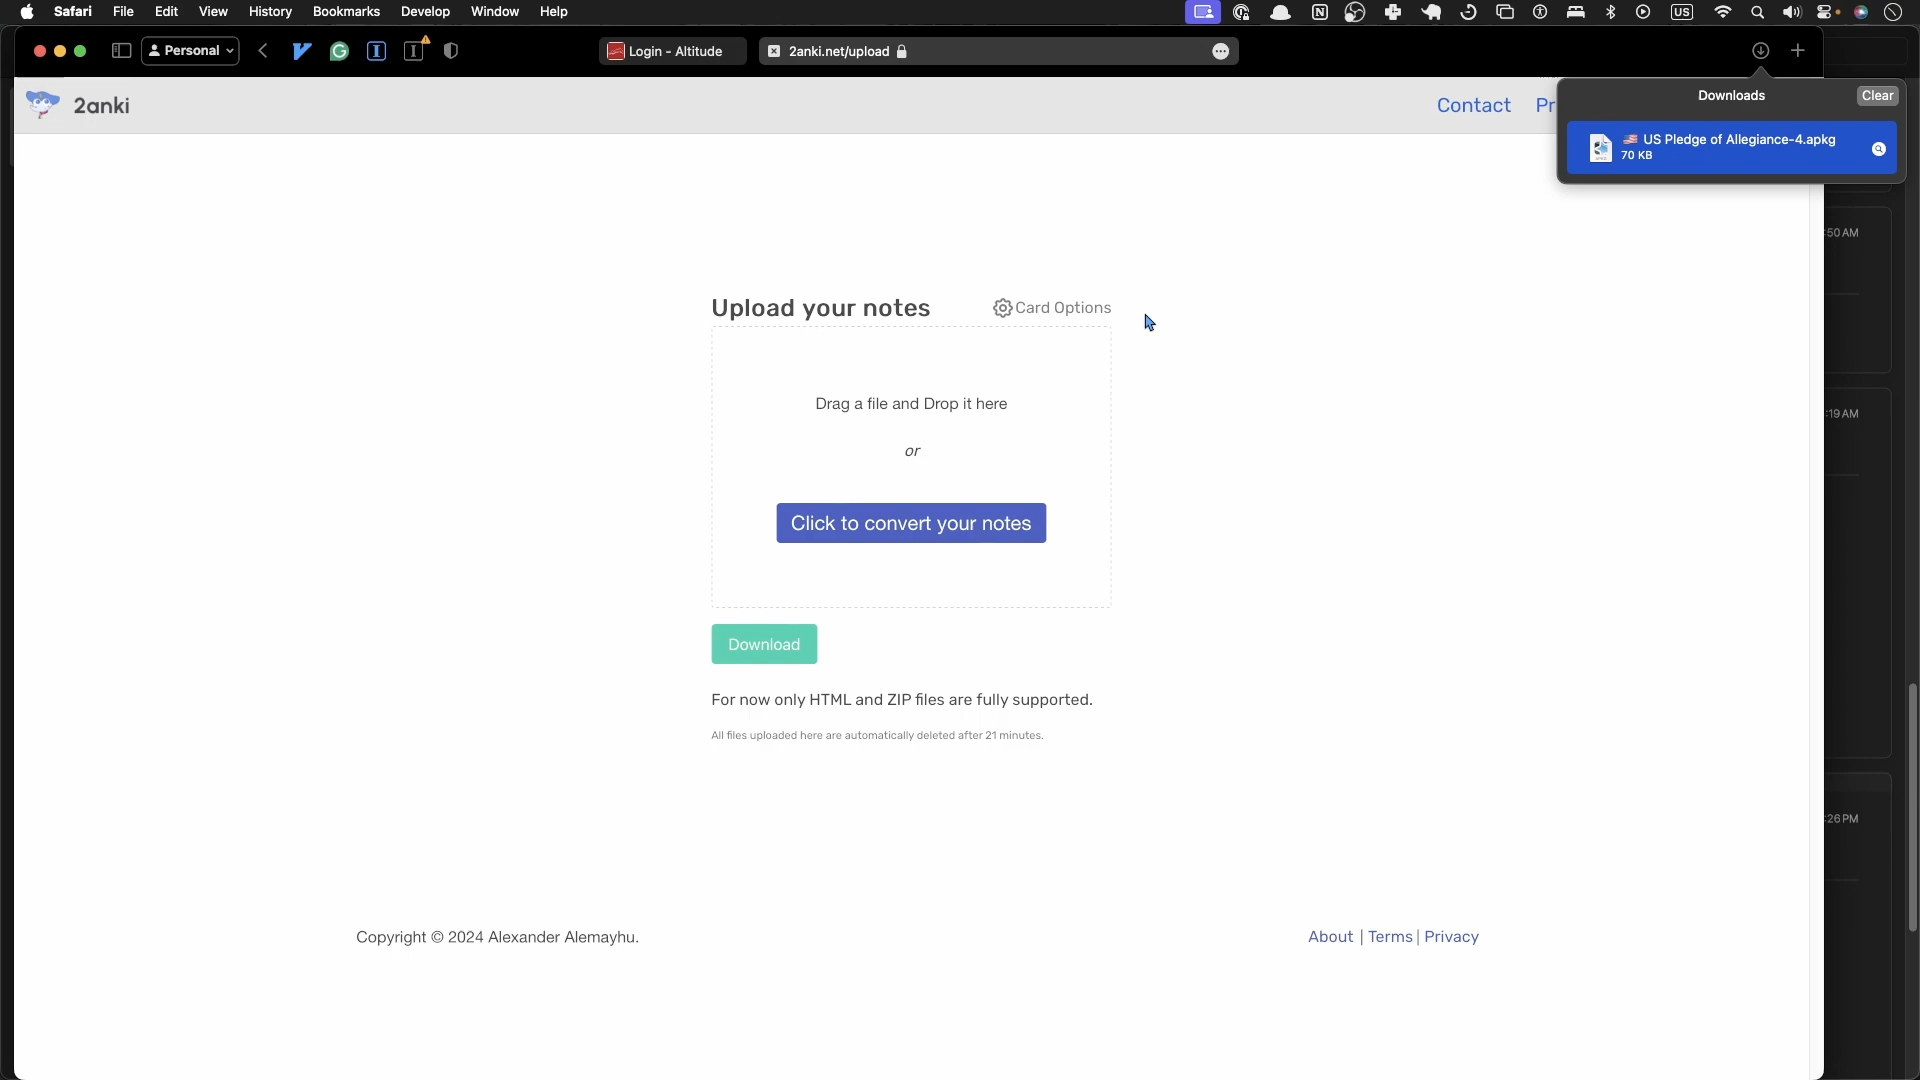 Safari File Edit View History Bookmarks Develop Window Help US
Personal Login - Altitude 2anki.net/upload
2anki Contact Pr
Downloads Clear
🇺🇸 US Pledge of Allegiance-4.apkg
70 KB
:50 AM
Upload your notes Card Options
Drag a file and Drop it here
:19 AM
or
Click to convert your notes
Download
For now only HTML and ZIP files are fully supported.
All files uploaded here are automatically deleted after 21 minutes.
:26 PM
Copyright © 2024 Alexander Alemayhu. About | Terms | Privacy